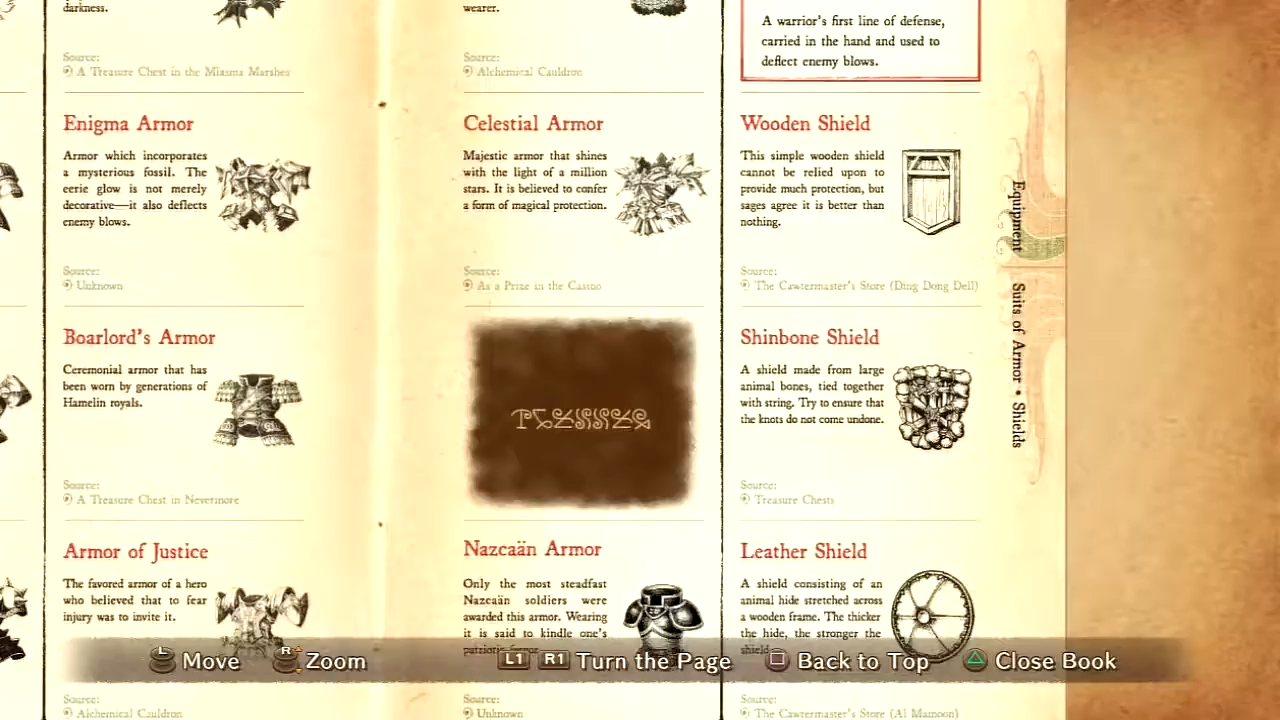 darkness.
Source:
A Treasure Chest in the Miasma Marshes
Enigma Armor
Armor which incorporates
a mysterious fossil. The
eerie glow is not merely
decorative—it also deflects
enemy blows.
Source:
Unknown
Boarlord's Armor
Ceremonial armor that has
been worn by generations of
Hamelin royals.
Source:
A Treasure Chest in Nevermore
Armor of Justice
The favored armor of a hero
who believed that to fear
injury was to invite it.
Source:
Alchemical Cauldron
wearer.
Source:
Alchemical Cauldron
Celestial Armor
Majestic armor that shines
with the light of a million
stars. It is believed to confer
a form of magical protection.
Source:
As a Prize in the Casino
Nazcaän Armor
Only the most steadfast
Nazcaän soldiers were
awarded this armor. Wearing
it is said to kindle one's
patriotic fervor.
Source:
Unknown
A warrior's first line of defense,
carried in the hand and used to
deflect enemy blows.
Wooden Shield
This simple wooden shield
cannot be relied upon to
provide much protection, but
sages agree it is better than
nothing.
Source:
The Cawtermaster's Store (Ding Dong Dell)
Shinbone Shield
A shield made from large
animal bones, tied together
with string. Try to ensure that
the knots do not come undone.
Source:
Treasure Chests
Leather Shield
A shield consisting of an
animal hide stretched across
a wooden frame. The thicker
the hide, the stronger the
shield.
Source:
The Cawtermaster's Store (Al Mamoon)
Equipment
Suits of Armor • Shields
L Move R Zoom L1 R1 Turn the Page Back to Top Close Book